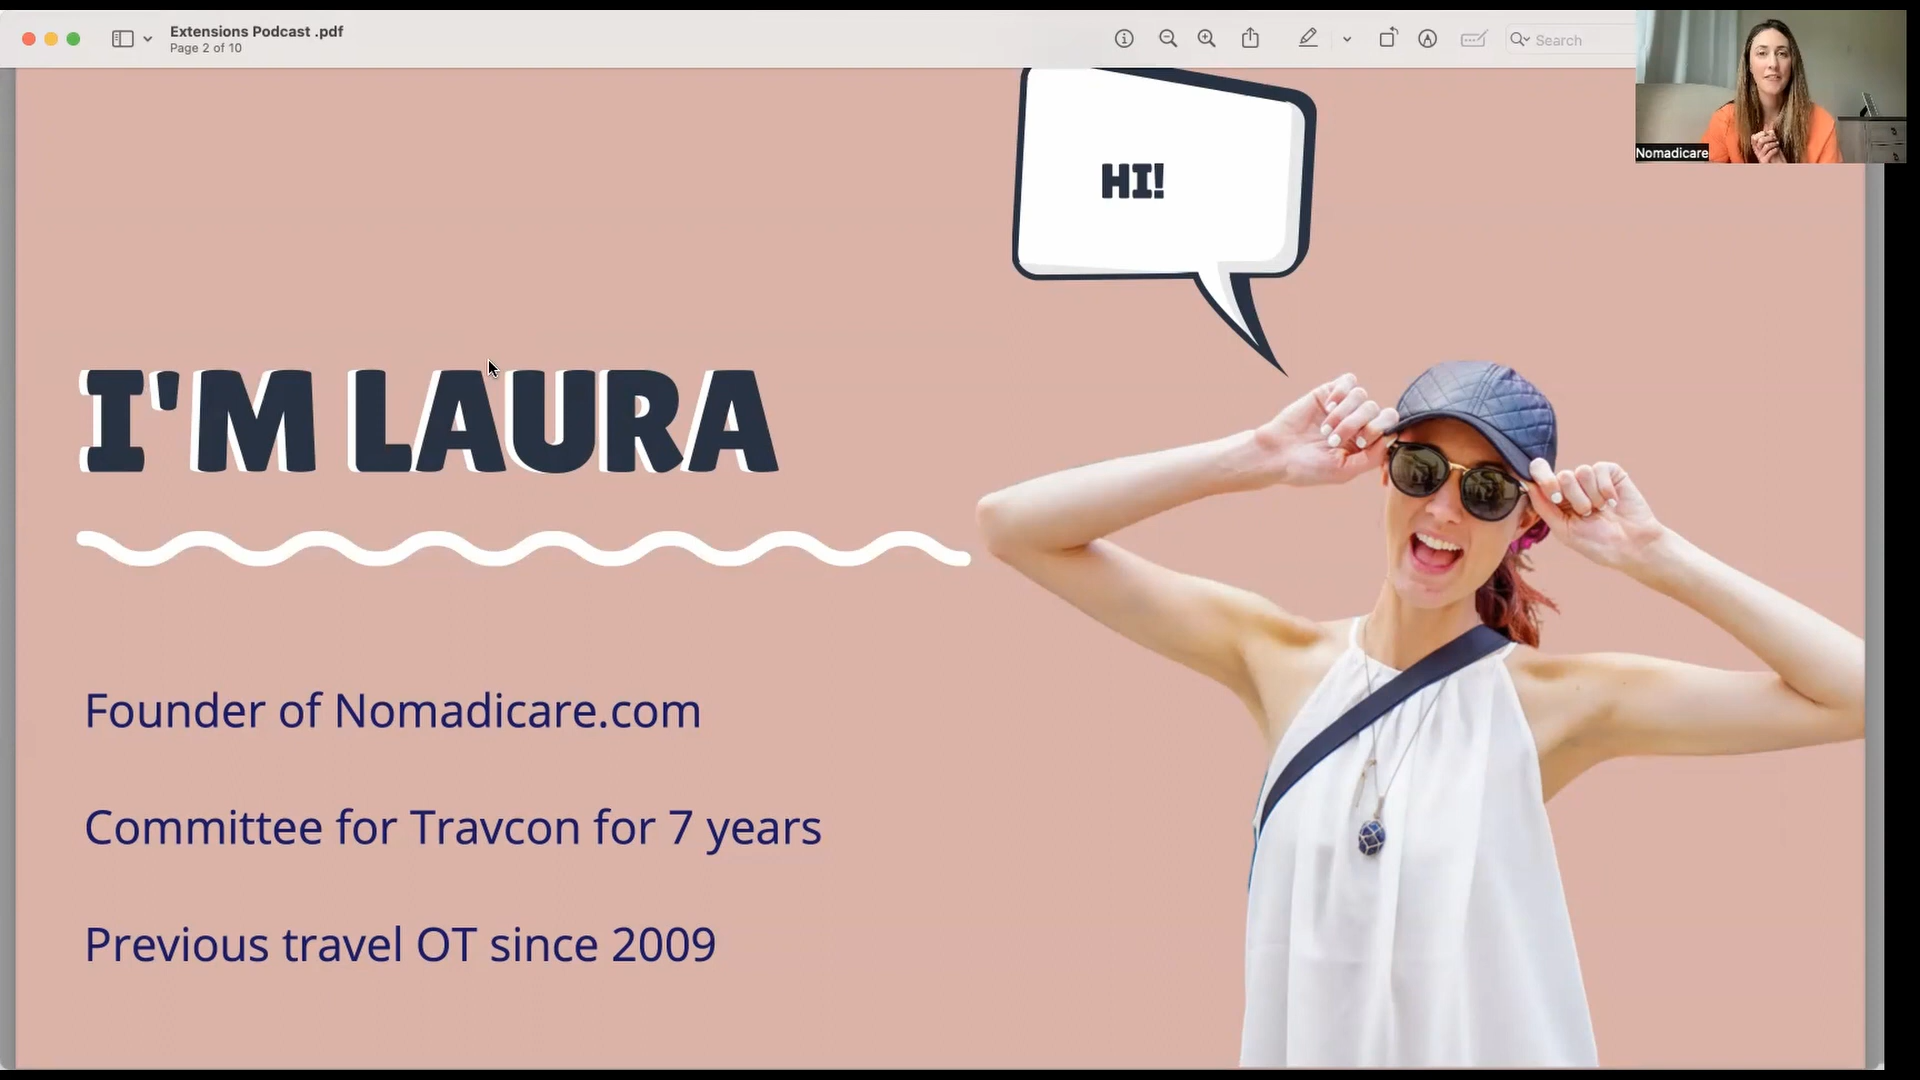 Extensions Podcast .pdf
Page 2 of 10
Search
Nomadicare
HI!
I'M LAURA
Founder of Nomadicare.com
Committee for Travcon for 7 years
Previous travel OT since 2009